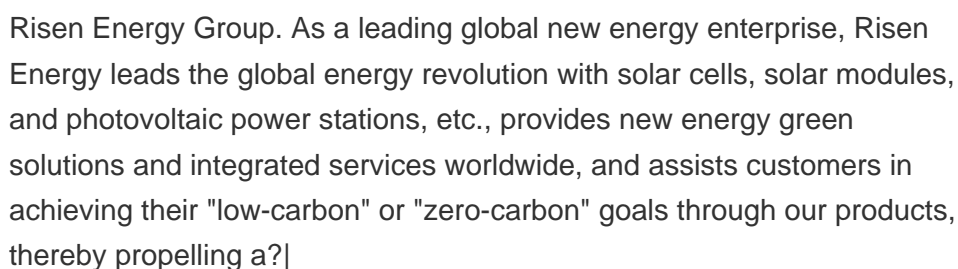 Risen Energy Group. As a leading global new energy enterprise, Risen
Energy leads the global energy revolution with solar cells, solar modules,
and photovoltaic power stations, etc., provides new energy green
solutions and integrated services worldwide, and assists customers in
achieving their "low-carbon" or "zero-carbon" goals through our products,
thereby propelling a?|